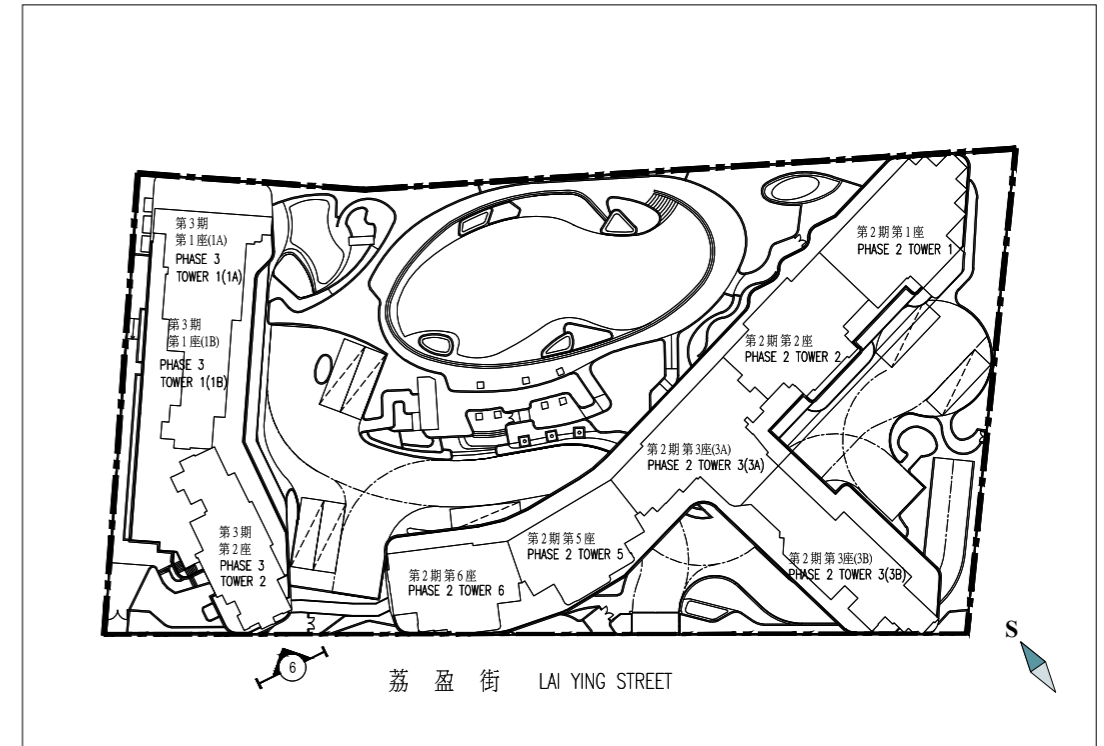 第3期
第1座(1A)
PHASE 3
TOWER 1(1A)
第3期
第1座(1B)
PHASE 3
TOWER 1(1B)
第3期
第2座
PHASE 3
TOWER 2
第2期第1座
PHASE 2 TOWER 1
第2期第2座
PHASE 2 TOWER 2
第2期第3座(3A)
PHASE 2 TOWER 3(3A)
第2期第5座
PHASE 2 TOWER 5
第2期第6座
PHASE 2 TOWER 6
第2期第3座(3B)
PHASE 2 TOWER 3(3B)
S
6
荔盈街 LAI YING STREET